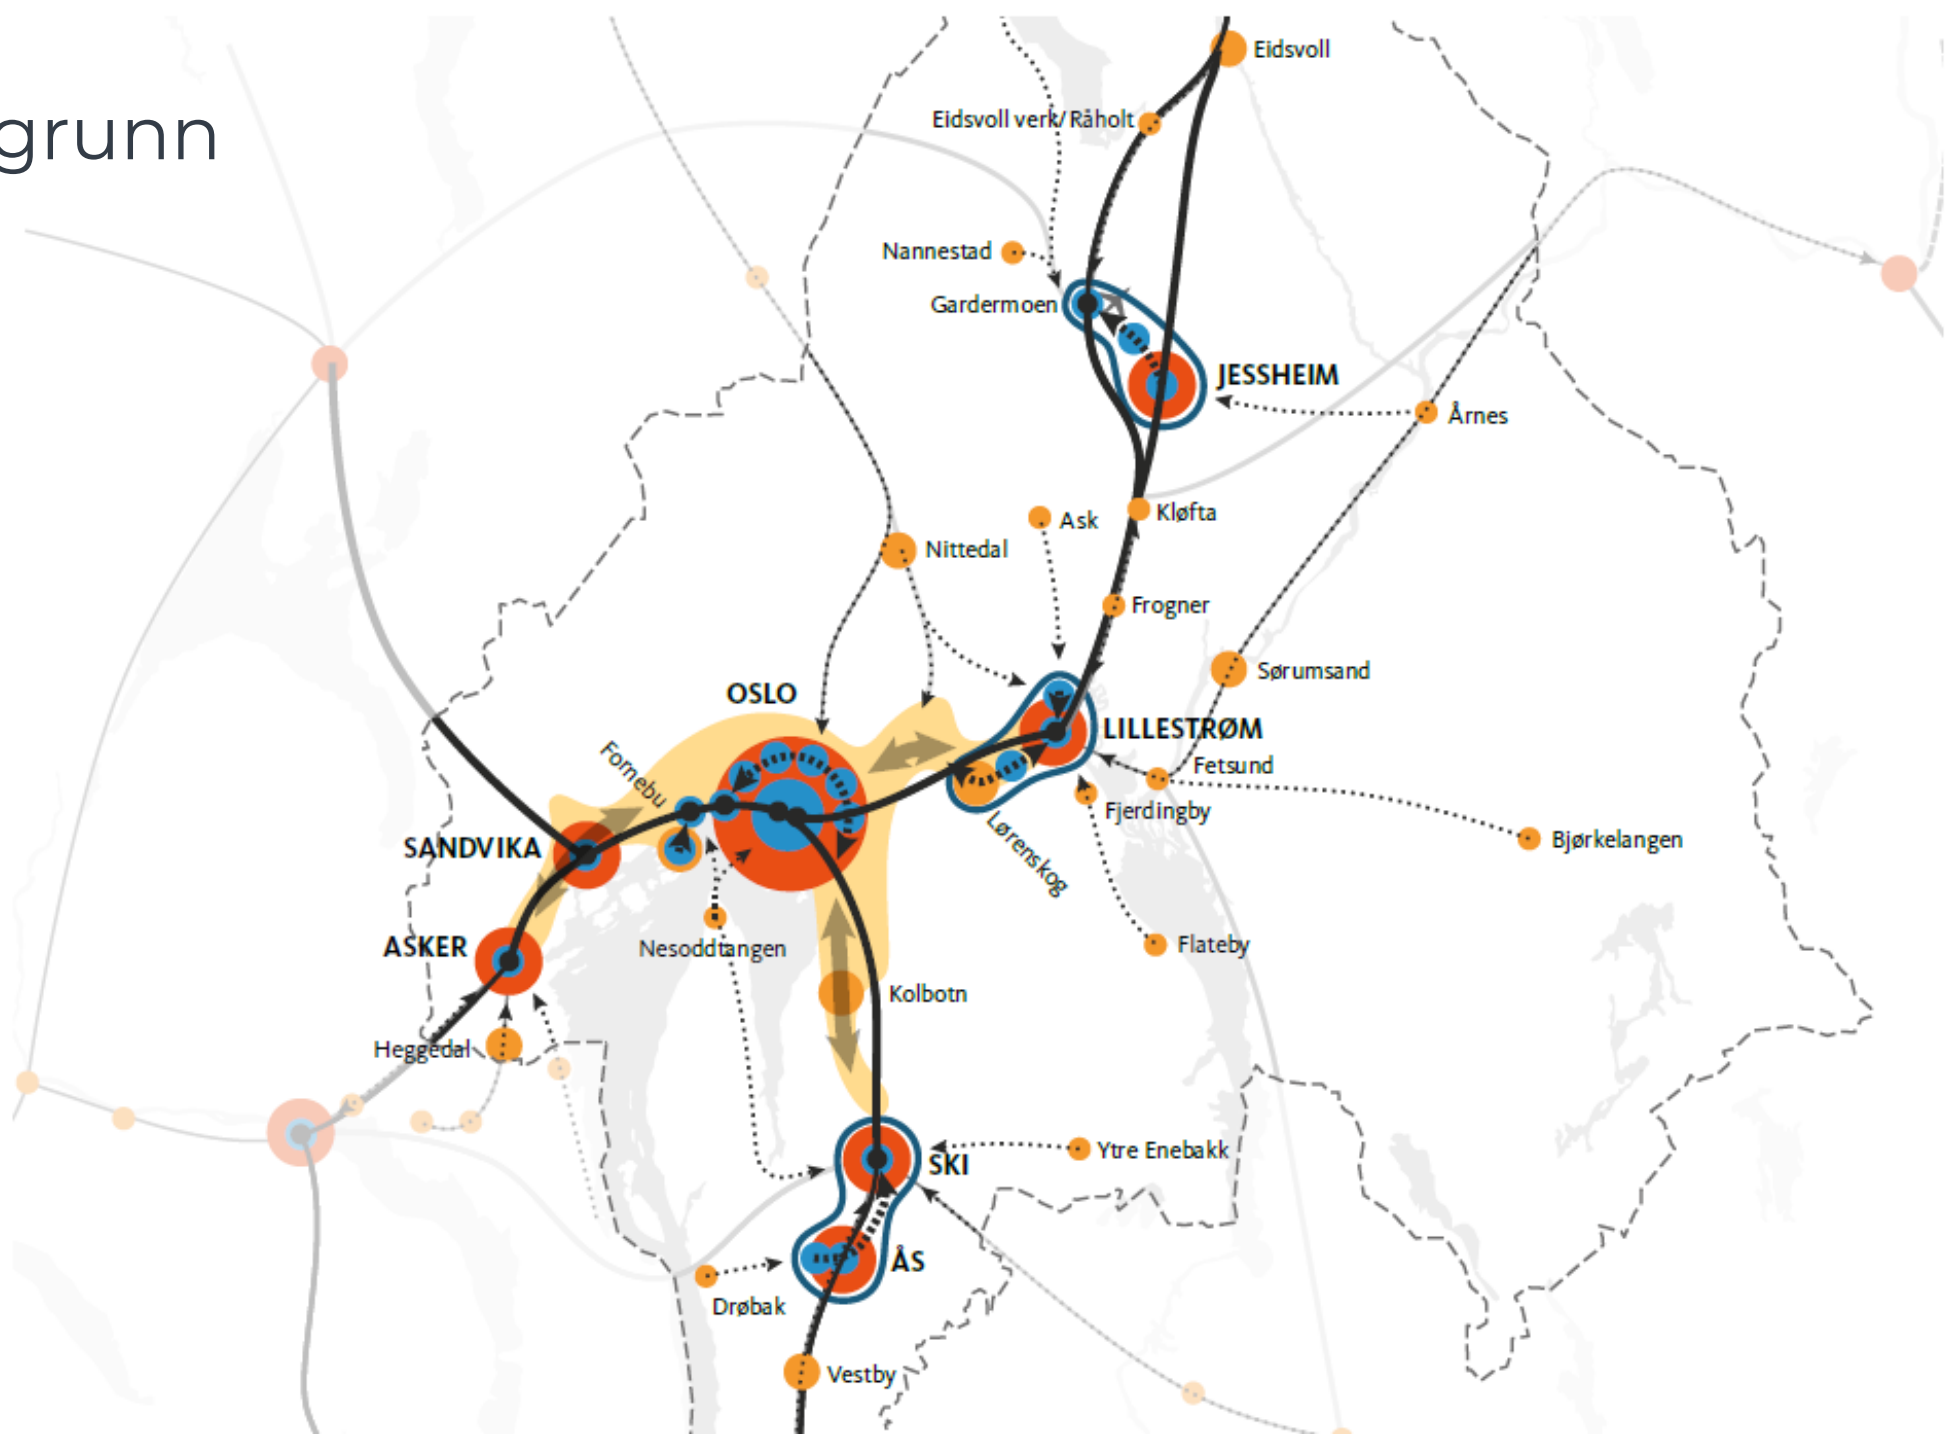 grunn
Eidsvoll
Eidsvoll verk/Råholt
Nannestad
Gardermoen
JESSHEIM
Årnes
Ask
Kløfta
Nittedal
Frogner
Sørumsand
OSLO
LILLESTRØM
Fornebu
Fetsund
Fjerdingby
Lørenskog
Bjørkelangen
SANDVIKA
ASKER
Nesoddtangen
Flateby
Kolbotn
Heggedal
Ytre Enebakk
SKI
ÅS
Drøbak
Vestby